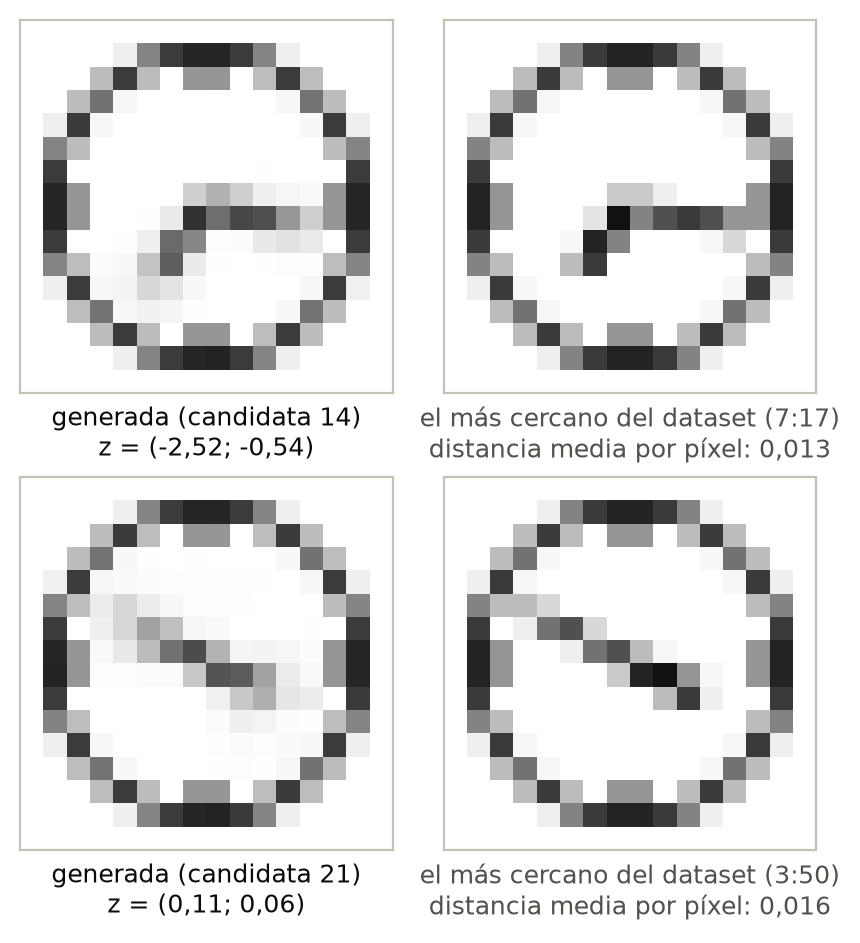 generada (candidata 14)
z = (-2,52; -0,54)
el más cercano del dataset (7:17)
distancia media por píxel: 0,013
generada (candidata 21)
z = (0,11; 0,06)
el más cercano del dataset (3:50)
distancia media por píxel: 0,016